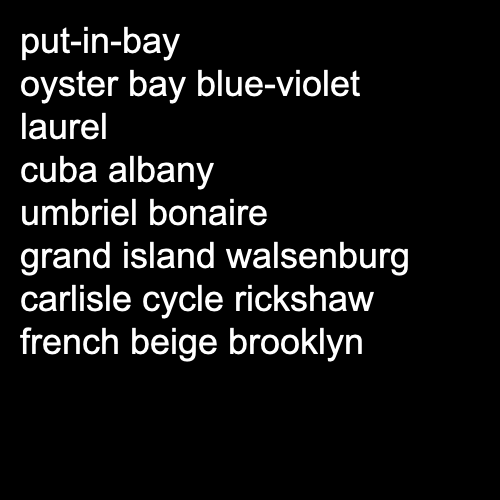 put-in-bay
oyster bay blue-violet
laurel
cuba albany
umbriel bonaire
grand island walsenburg
carlisle cycle rickshaw
french beige brooklyn